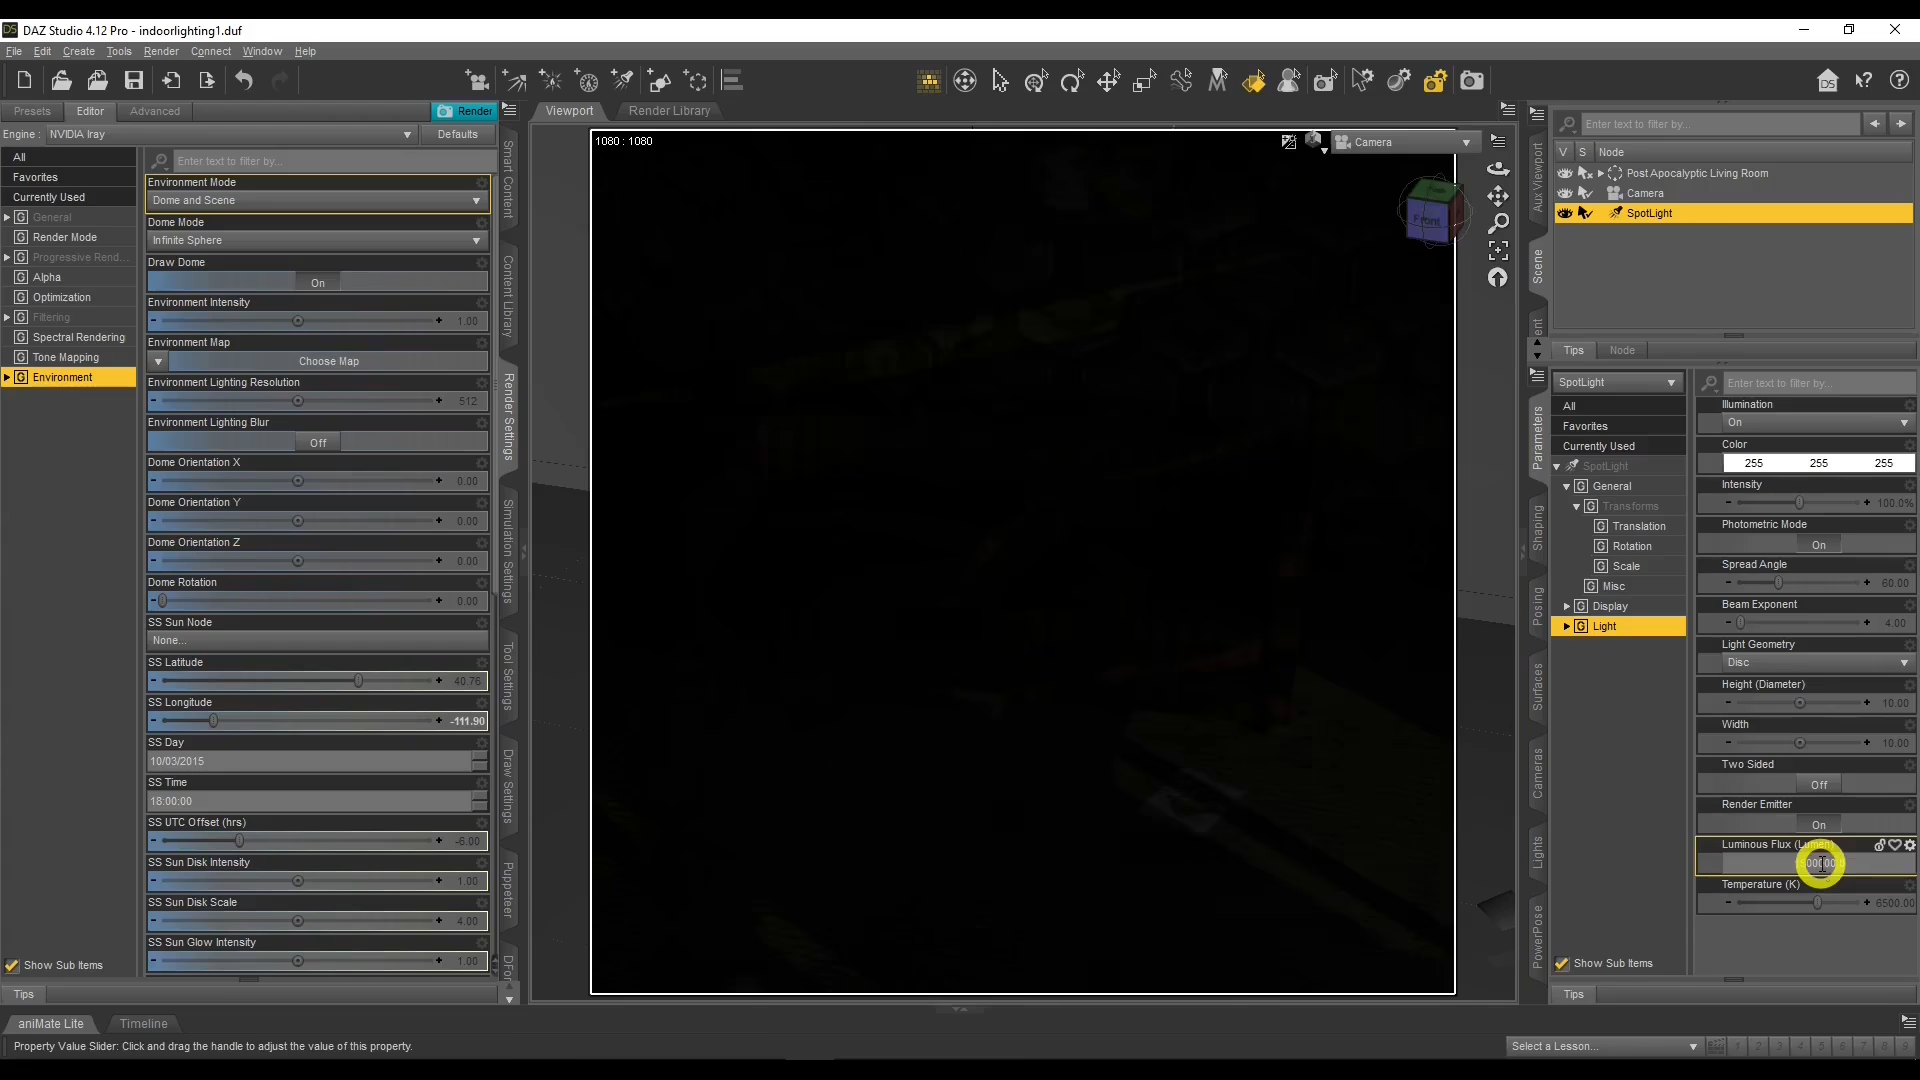 DAZ Studio 4.12 Pro - indoorlighting1.duf
File Edit Create Tools Render Connect Window Help
Presets Editor Advanced Render
Viewport Render Library
Engine : NVIDIA Iray Defaults
All
Favorites
Currently Used
General
Render Mode
Progressive Rend...
Alpha
Optimization
Filtering
Spectral Rendering
Tone Mapping
Environment
Show Sub Items
Tips
Enter text to filter by...
Environment Mode
Dome and Scene
Dome Mode
Infinite Sphere
Draw Dome
On
Environment Intensity
1.00
Environment Map
Choose Map
Environment Lighting Resolution
512
Environment Lighting Blur
Off
Dome Orientation X
0.00
Dome Orientation Y
0.00
Dome Orientation Z
0.00
Dome Rotation
0.00
SS Sun Node
None...
SS Latitude
40.76
SS Longitude
-111.90
SS Day
10/03/2015
SS Time
18:00:00
SS UTC Offset (hrs)
-6.00
SS Sun Disk Intensity
1.00
SS Sun Disk Scale
4.00
SS Sun Glow Intensity
1.00
Smart Content
Content Library
Render Settings
Simulation Settings
Tool Settings
Draw Settings
Puppeteer
DFor
1080 : 1080
Camera
Front
Aux Viewport
Scene
Enter text to filter by...
V S Node
Post Apocalyptic Living Room
Camera
SpotLight
Tips Node
Parameters
Shaping
Posing
Surfaces
Cameras
Lights
PowerPose
SpotLight
All
Favorites
Currently Used
SpotLight
General
Transforms
Translation
Rotation
Scale
Misc
Display
Light
Show Sub Items
Tips
Enter text to filter by...
Illumination
On
Color
255 255 255
Intensity
100.0%
Photometric Mode
On
Spread Angle
60.00
Beam Exponent
4.00
Light Geometry
Disc
Height (Diameter)
10.00
Width
10.00
Two Sided
Off
Render Emitter
On
Luminous Flux (Lumen)
Temperature (K)
6500.00
aniMate Lite Timeline
Property Value Slider: Click and drag the handle to adjust the value of this property.
Select a Lesson...
1 2 3 4 5 6 7 8 9